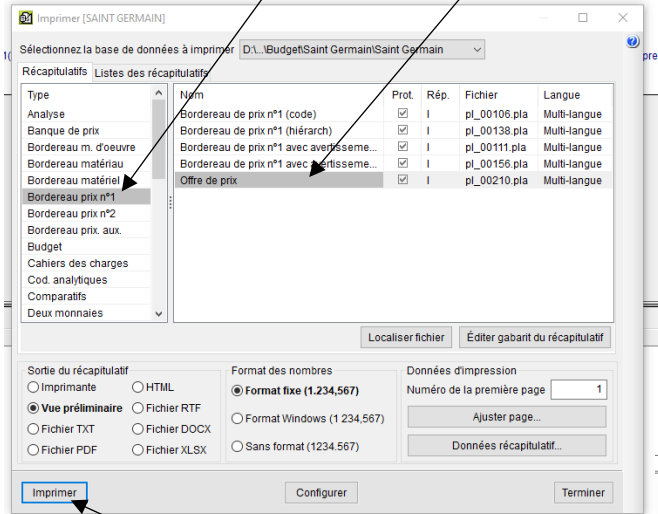 Imprimer [SAINT GERMAIN]
Sélectionnez la base de données à imprimer D:\...\Budget\Saint Germain\Saint Germain
Récapitulatifs Listes des récapitulatifs
Type
Analyse
Banque de prix
Bordereau m. d'oeuvre
Bordereau matériau
Bordereau matériel
Bordereau prix nº1
Bordereau prix nº2
Bordereau prix. aux.
Budget
Cahiers des charges
Cod. analytiques
Comparatifs
Deux monnaies
Nom Prot. Rép. Fichier Langue
Bordereau de prix nº1 (code) I pl_00106.pla Multi-langue
Bordereau de prix nº1 (hiérarch) I pl_00138.pla Multi-langue
Bordereau de prix nº1 avec avertisseme... I pl_00111.pla Multi-langue
Bordereau de prix nº1 avec avertisseme... I pl_00156.pla Multi-langue
Offre de prix I pl_00210.pla Multi-langue
Localiser fichier Éditer gabarit du récapitulatif
Sortie du récapitulatif
Imprimante HTML
Vue préliminaire Fichier RTF
Fichier TXT Fichier DOCX
Fichier PDF Fichier XLSX
Format des nombres
Format fixe (1.234,567)
Format Windows (1 234,567)
Sans format (1234.567)
Données d'impression
Numéro de la première page 1
Ajuster page...
Données récapitulatif...
Imprimer Configurer Terminer